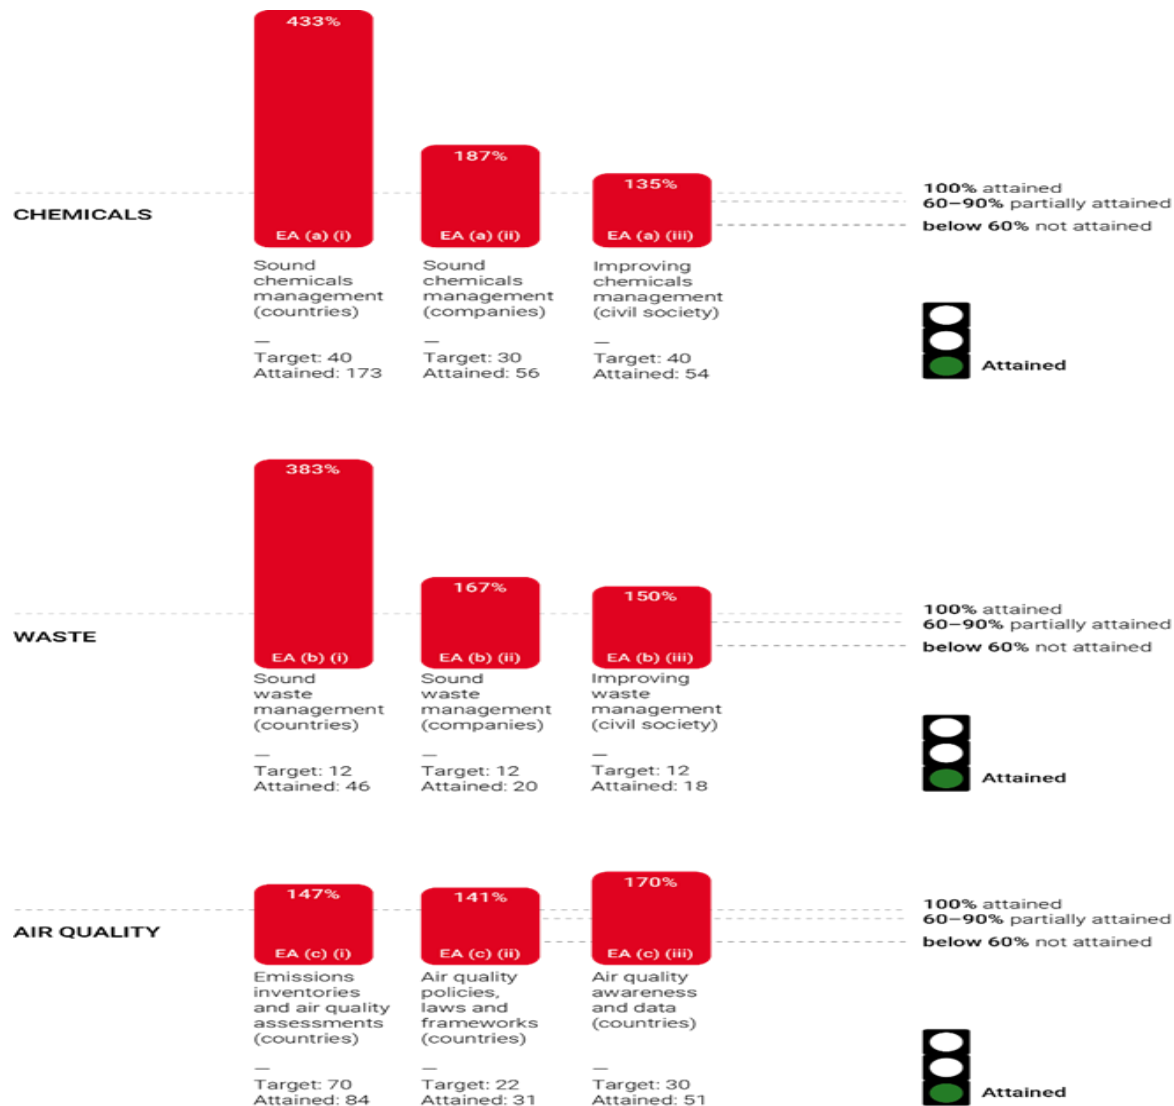 433%
187%
135%
100% attained
60–90% partially attained
below 60% not attained
CHEMICALS
EA (a) (i)
EA (a) (ii)
EA (a) (iii)
Sound
chemicals
management
(countries)
—
Target: 40
Attained: 173
Sound
chemicals
management
(companies)
—
Target: 30
Attained: 56
Improving
chemicals
management
(civil society)
—
Target: 40
Attained: 54
Attained
383%
167%
150%
100% attained
60–90% partially attained
below 60% not attained
WASTE
EA (b) (i)
EA (b) (ii)
EA (b) (iii)
Sound
waste
management
(countries)
—
Target: 12
Attained: 46
Sound
waste
management
(companies)
—
Target: 12
Attained: 20
Improving
waste
management
(civil society)
—
Target: 12
Attained: 18
Attained
147%
141%
170%
100% attained
60–90% partially attained
below 60% not attained
AIR QUALITY
EA (c) (i)
EA (c) (ii)
EA (c) (iii)
Emissions
inventories
and air quality
assessments
(countries)
—
Target: 70
Attained: 84
Air quality
policies,
laws and
frameworks
(countries)
—
Target: 22
Attained: 31
Air quality
awareness
and data
(countries)
—
Target: 30
Attained: 51
Attained